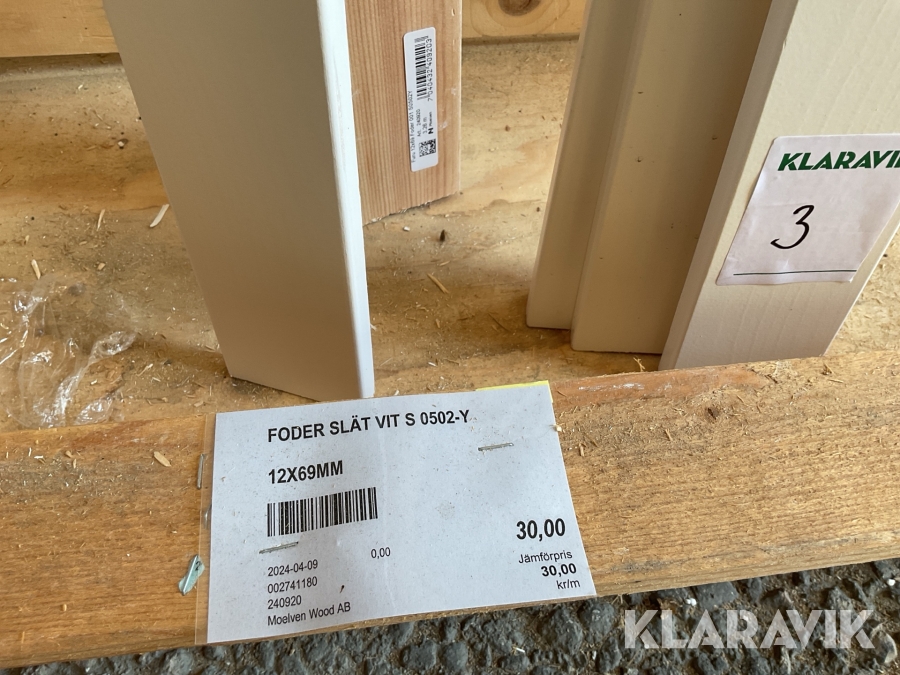 7040432409203
KLARAVIK
3
FODER SLÄT VIT S 0502-Y
12X69MM
30,00
0,00
Jämförpris
30,00
kr/m
2024-04-09
002741180
240920
Moelven Wood AB
KLARAVIK